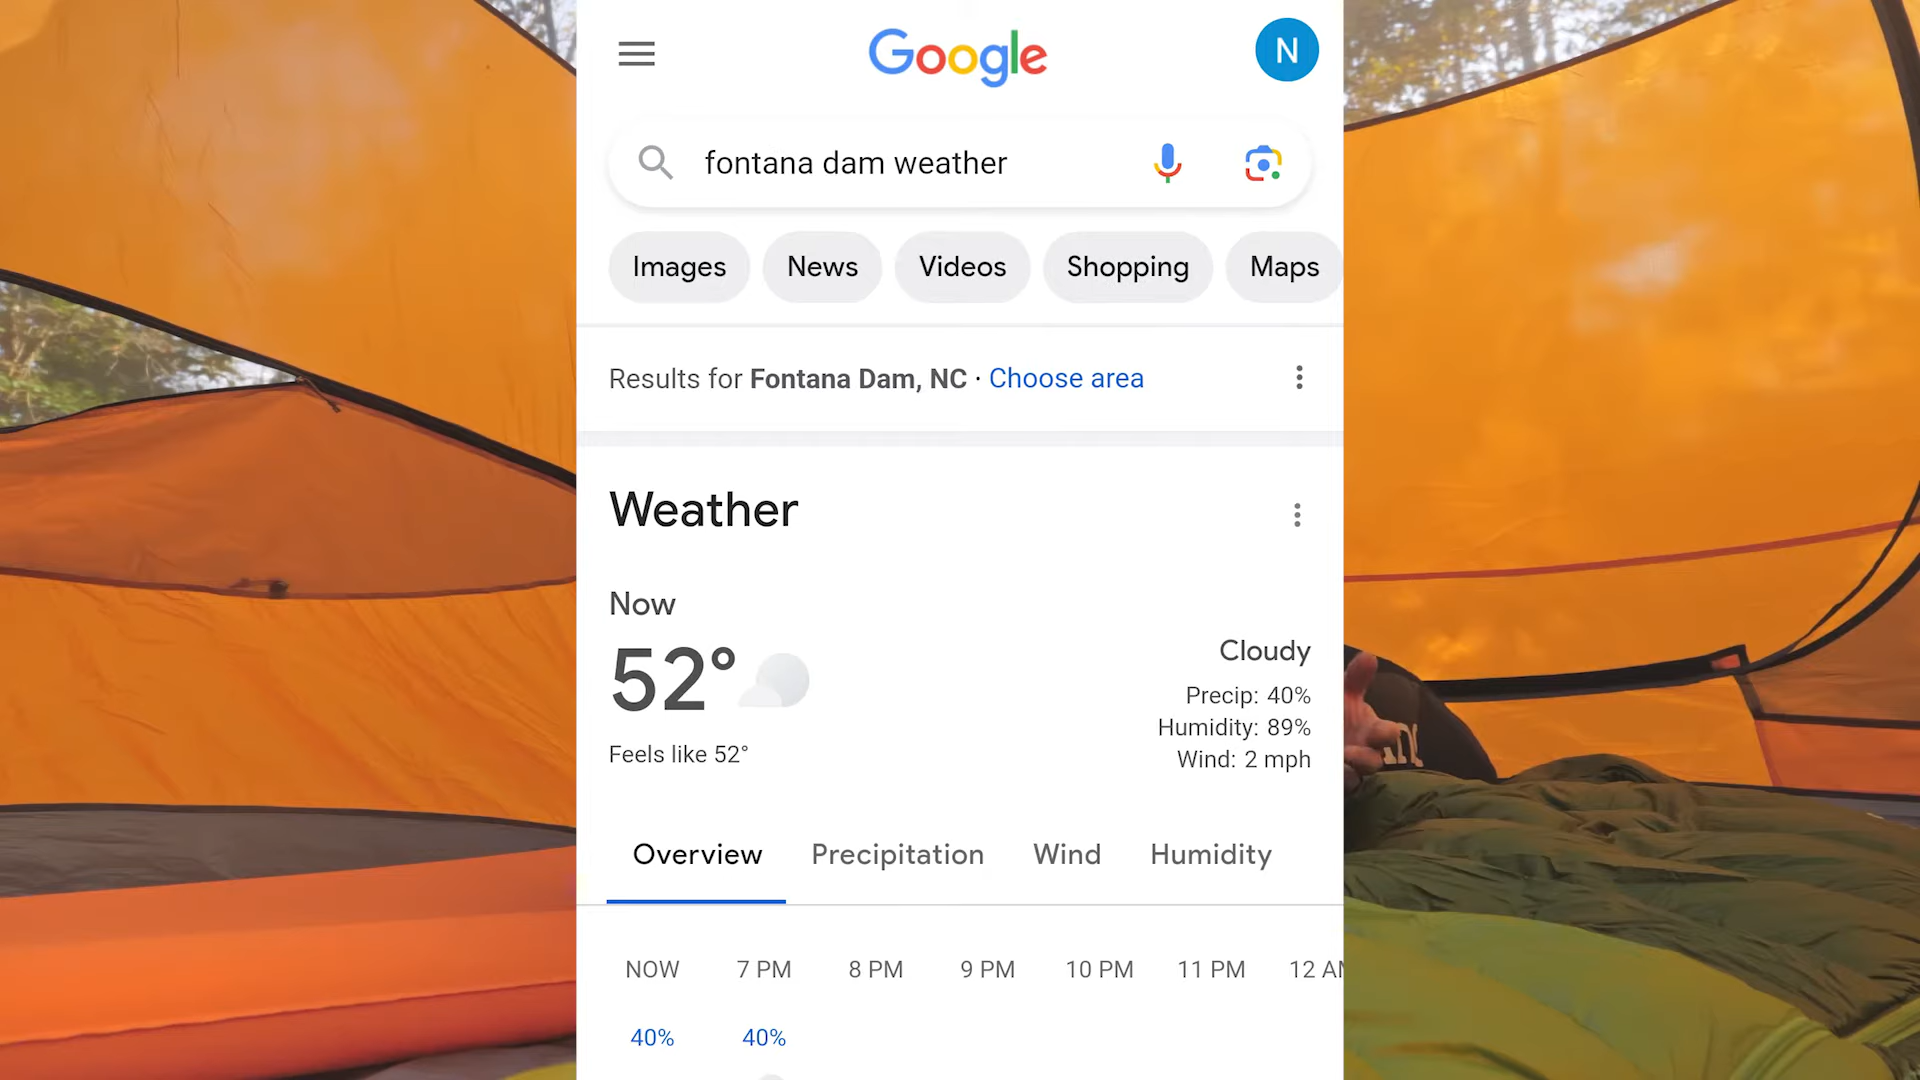 Google
N
fontana dam weather
Images News Videos Shopping Maps
Results for Fontana Dam, NC · Choose area
Weather
Now
52°
Feels like 52°
Cloudy
Precip: 40%
Humidity: 89%
Wind: 2 mph
Overview Precipitation Wind Humidity
NOW 7 PM 8 PM 9 PM 10 PM 11 PM 12 AM
40% 40%